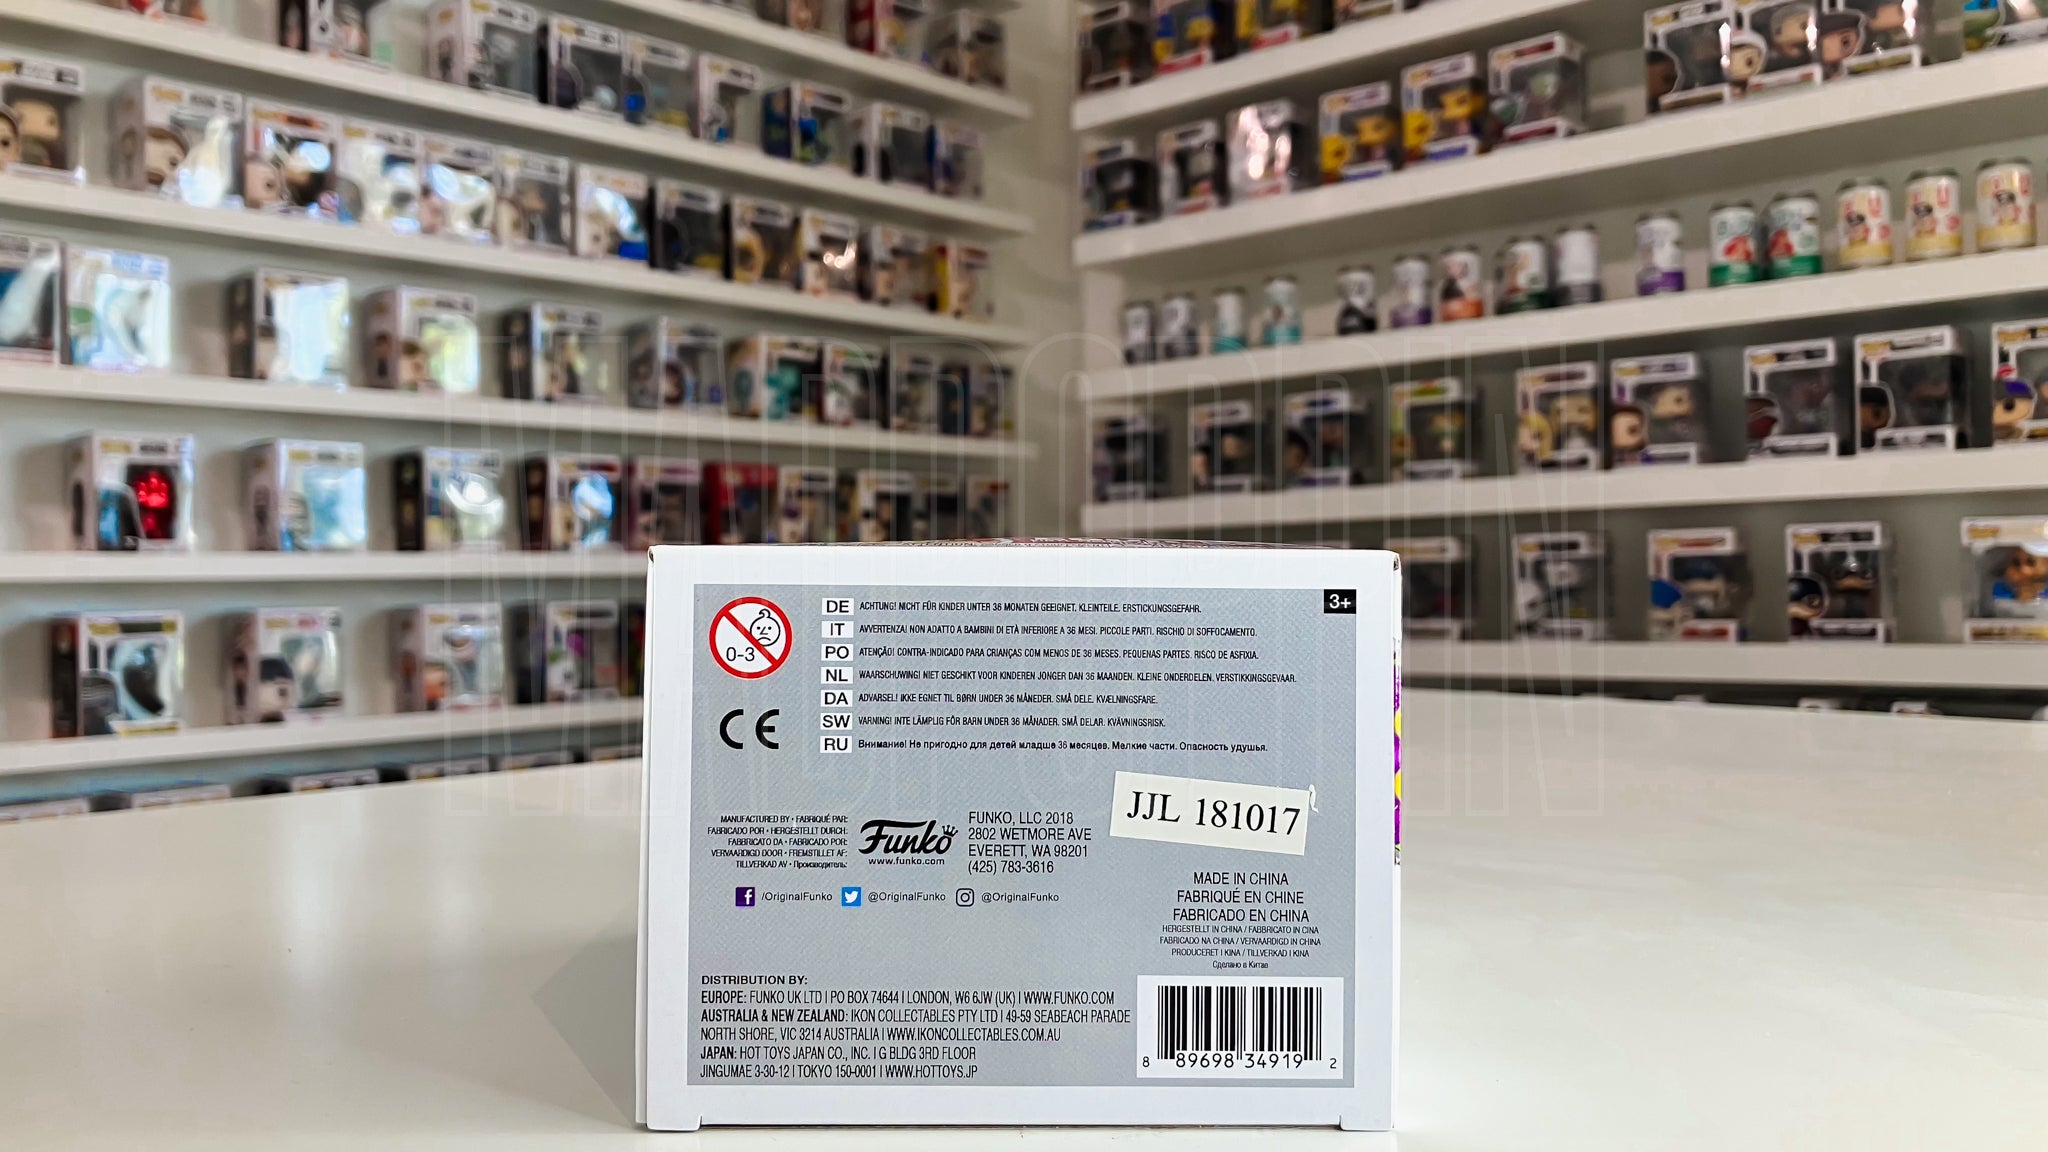 MADPOPPIN
0-3
DE ACHTUNG! NICHT FÜR KINDER UNTER 36 MONATEN GEEIGNET. KLEINTEILE. ERSTICKUNGSGEFAHR.
IT AVVERTENZA! NON ADATTO A BAMBINI DI ETÀ INFERIORE A 36 MESI. PICCOLE PARTI. RISCHIO DI SOFFOCAMENTO.
PO ATENÇÃO! CONTRA-INDICADO PARA CRIANÇAS COM MENOS DE 36 MESES. PEQUENAS PARTES. RISCO DE ASFIXIA.
NL WAARSCHUWING! NIET GESCHIKT VOOR KINDEREN JONGER DAN 36 MAANDEN. KLEINE ONDERDELEN. VERSTIKKINGSGEVAAR.
DA ADVARSEL! IKKE EGNET TIL BØRN UNDER 36 MÅNEDER. SMÅ DELE. KVÆLNINGSFARE.
SW VARNING! INTE LÄMPLIG FÖR BARN UNDER 36 MÅNADER. SMÅ DELAR. KVÄVNINGSRISK.
RU Внимание! Не пригодно для детей младше 36 месяцев. Мелкие части. Опасность удушья.
3+
CE
JJL 181017
MANUFACTURED BY • FABRIQUÉ PAR:
FABRICADO POR • HERGESTELLT DURCH:
FABBRICATO DA • FABRICADO POR:
VERVAARDIGD DOOR • FREMSTILLET AF:
TILLVERKAD AV • Производитель:
Funko
www.funko.com
FUNKO, LLC 2018
2802 WETMORE AVE
EVERETT, WA 98201
(425) 783-3616
/OriginalFunko @OriginalFunko @OriginalFunko
MADE IN CHINA
FABRIQUÉ EN CHINE
FABRICADO EN CHINA
HERGESTELLT IN CHINA / FABBRICATO IN CINA
FABRICADO NA CHINA / VERVAARDIGD IN CHINA
PRODUCERET I KINA / TILLVERKAD I KINA
Сделано в Китае
DISTRIBUTION BY:
EUROPE: FUNKO UK LTD | PO BOX 74644 | LONDON, W6 6JW (UK) | WWW.FUNKO.COM
AUSTRALIA & NEW ZEALAND: IKON COLLECTABLES PTY LTD | 49-59 SEABEACH PARADE
NORTH SHORE, VIC 3214 AUSTRALIA | WWW.IKONCOLLECTABLES.COM.AU
JAPAN: HOT TOYS JAPAN CO., INC. | G BLDG 3RD FLOOR
JINGUMAE 3-30-12 | TOKYO 150-0001 | WWW.HOTTOYS.JP
8 89698 34919 2